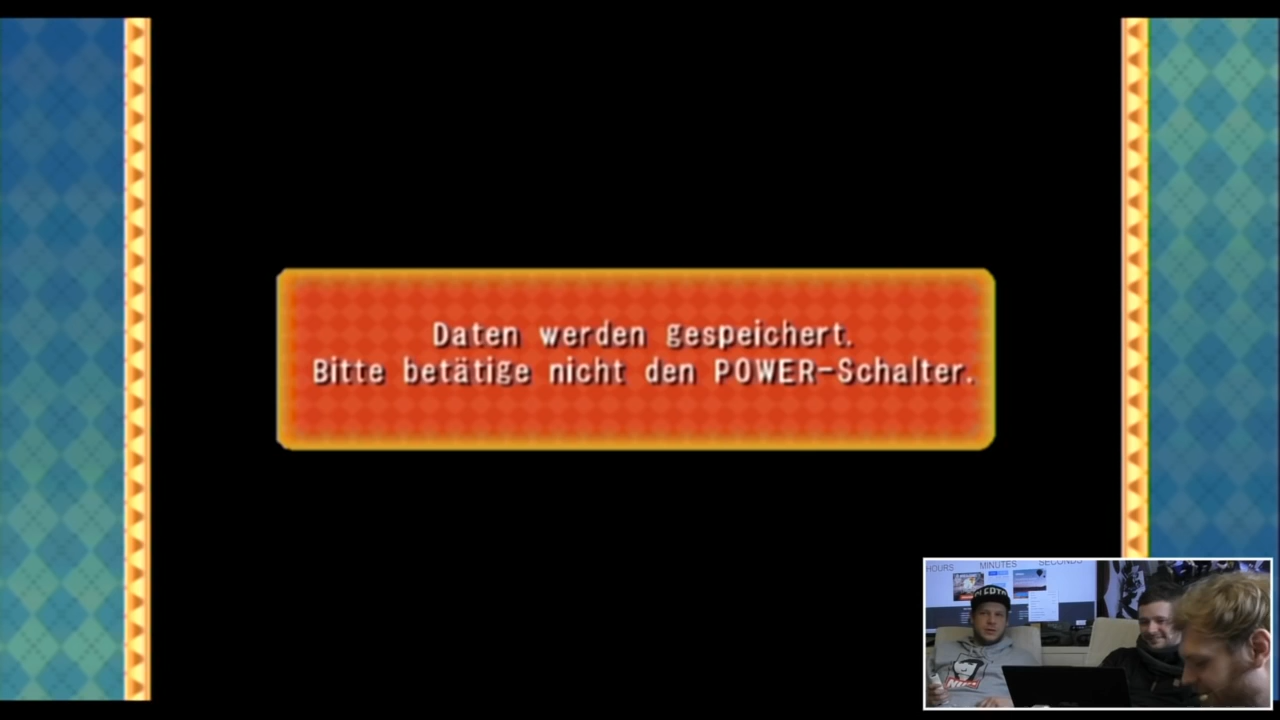 Daten werden gespeichert.
Bitte betätige nicht den POWER-Schalter.
HOURS
MINUTES
SECONDS